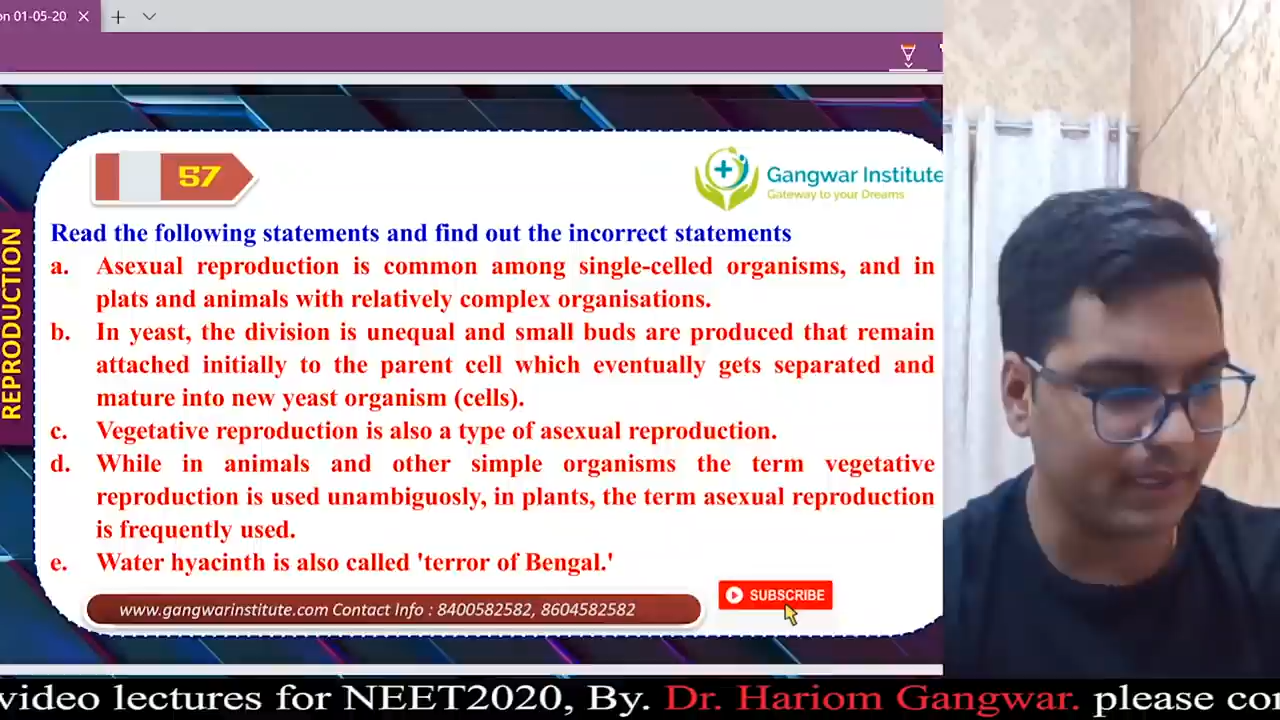 on 01-05-20
57
Gangwar Institute
Gateway to your Dreams
REPRODUCTION
Read the following statements and find out the incorrect statements
a. Asexual reproduction is common among single-celled organisms, and in
plats and animals with relatively complex organisations.
b. In yeast, the division is unequal and small buds are produced that remain
attached initially to the parent cell which eventually gets separated and
mature into new yeast organism (cells).
c. Vegetative reproduction is also a type of asexual reproduction.
d. While in animals and other simple organisms the term vegetative
reproduction is used unambiguosly, in plants, the term asexual reproduction
is frequently used.
e. Water hyacinth is also called 'terror of Bengal.'
www.gangwarinstitute.com Contact Info : 8400582582, 8604582582
SUBSCRIBE
video lectures for NEET2020, By. Dr. Hariom Gangwar. please con